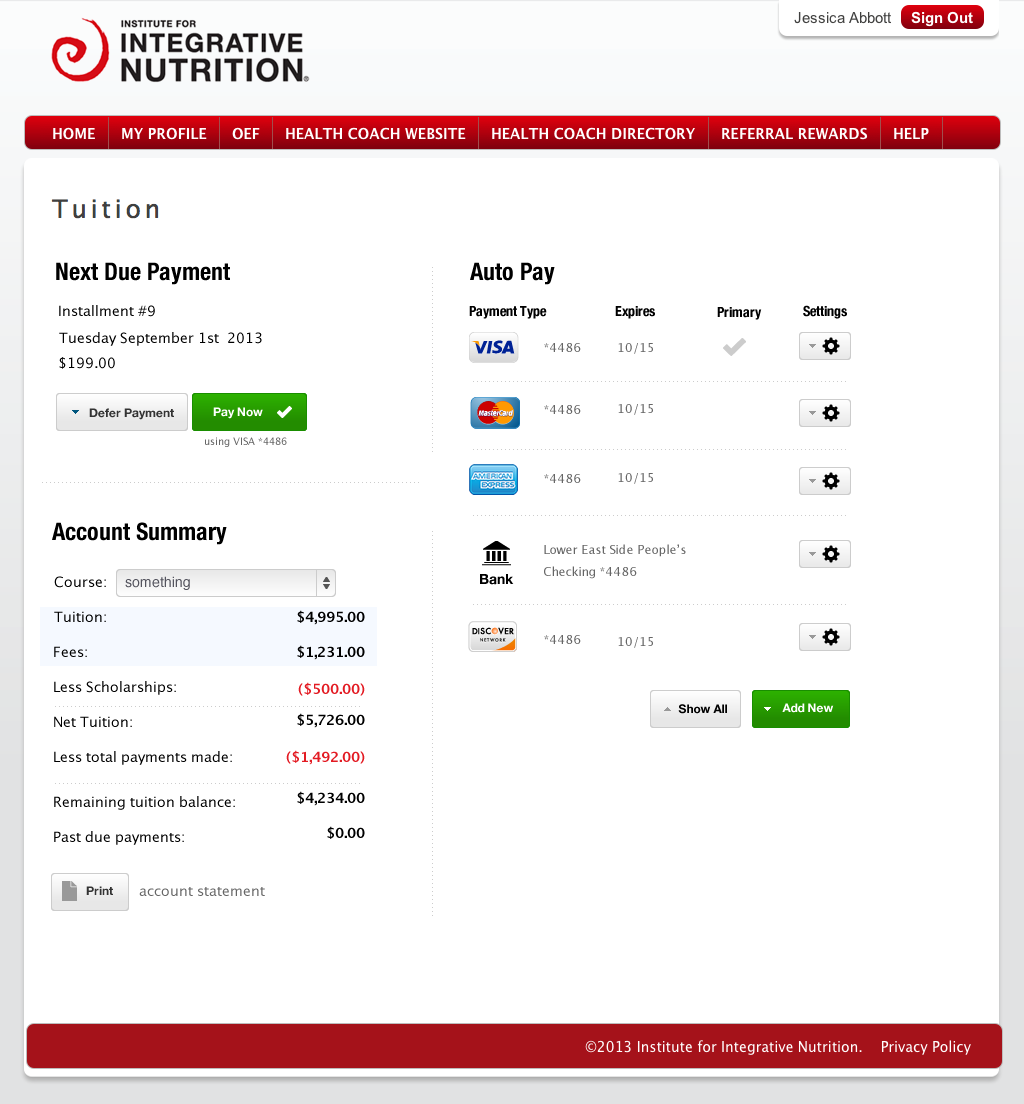 Jessica Abbott Sign Out
INSTITUTE FOR
INTEGRATIVE
NUTRITION®
HOME MY PROFILE OEF HEALTH COACH WEBSITE HEALTH COACH DIRECTORY REFERRAL REWARDS HELP
Tuition
Next Due Payment
Installment #9
Tuesday September 1st 2013
$199.00
Defer Payment Pay Now
using VISA *4486
Account Summary
Course: something
Tuition: $4,995.00
Fees: $1,231.00
Less Scholarships: ($500.00)
Net Tuition: $5,726.00
Less total payments made: ($1,492.00)
Remaining tuition balance: $4,234.00
Past due payments: $0.00
Print account statement
Auto Pay
Payment Type Expires Primary Settings
VISA *4486 10/15
MasterCard *4486 10/15
AMERICAN EXPRESS *4486 10/15
Lower East Side People's
Bank Checking *4486
DISCOVER NETWORK *4486 10/15
Show All Add New
©2013 Institute for Integrative Nutrition. Privacy Policy